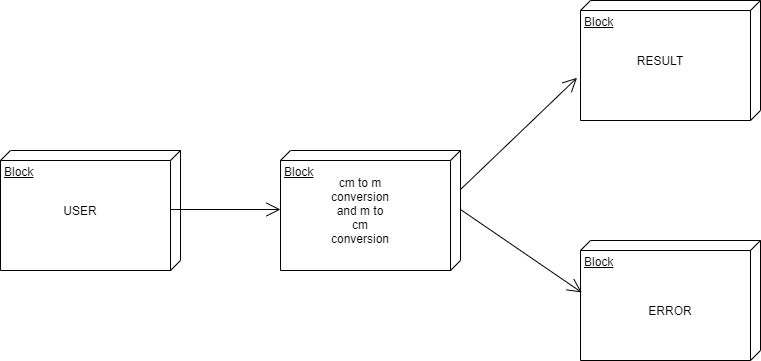 Block
USER
Block
cm to m
conversion
and m to
cm
conversion
Block
RESULT
Block
ERROR